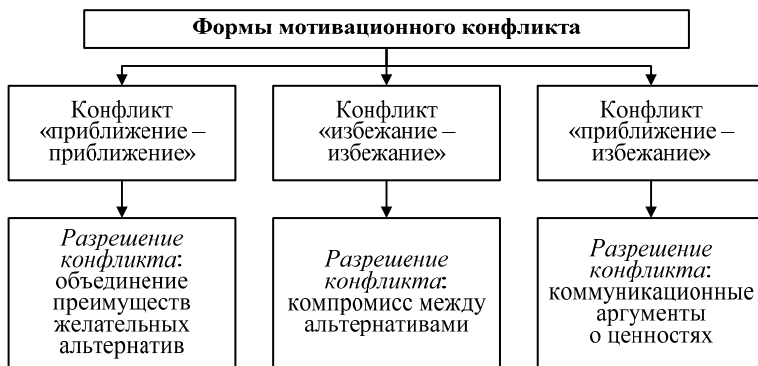 Формы мотивационного конфликта
Конфликт
«приближение –
приближение»
Конфликт
«избежание –
избежание»
Конфликт
«приближение –
избежание»
Разрешение
конфликта:
объединение
преимуществ
желательных
альтернатив
Разрешение
конфликта:
компромисс между
альтернативами
Разрешение
конфликта:
коммуникационные
аргументы
о ценностях